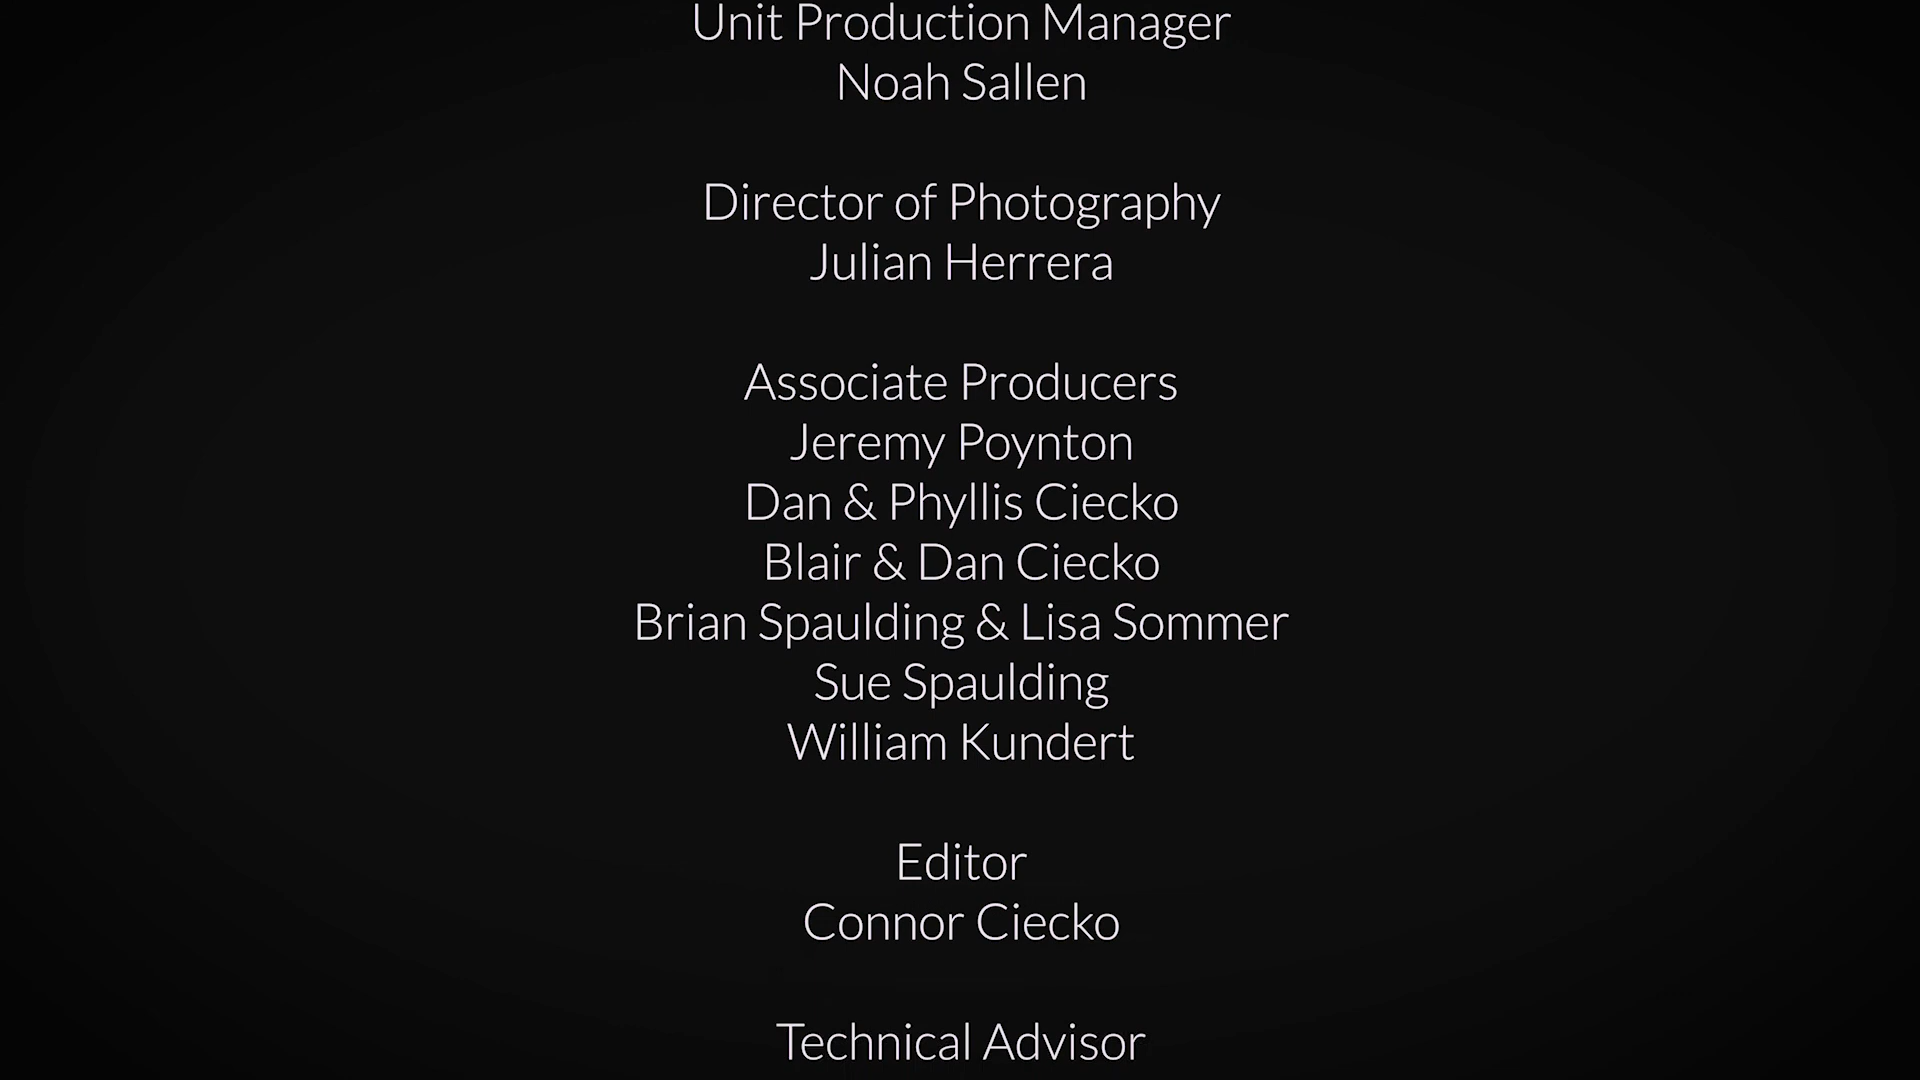 Unit Production Manager
Noah Sallen
Director of Photography
Julian Herrera
Associate Producers
Jeremy Poynton
Dan & Phyllis Ciecko
Blair & Dan Ciecko
Brian Spaulding & Lisa Sommer
Sue Spaulding
William Kundert
Editor
Connor Ciecko
Technical Advisor